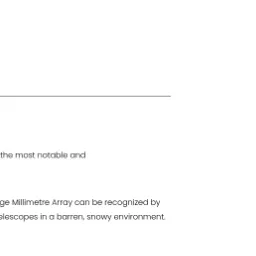 the most notable and
ge Millimetre Array can be recognized by
elescopes in a barren, snowy environment.